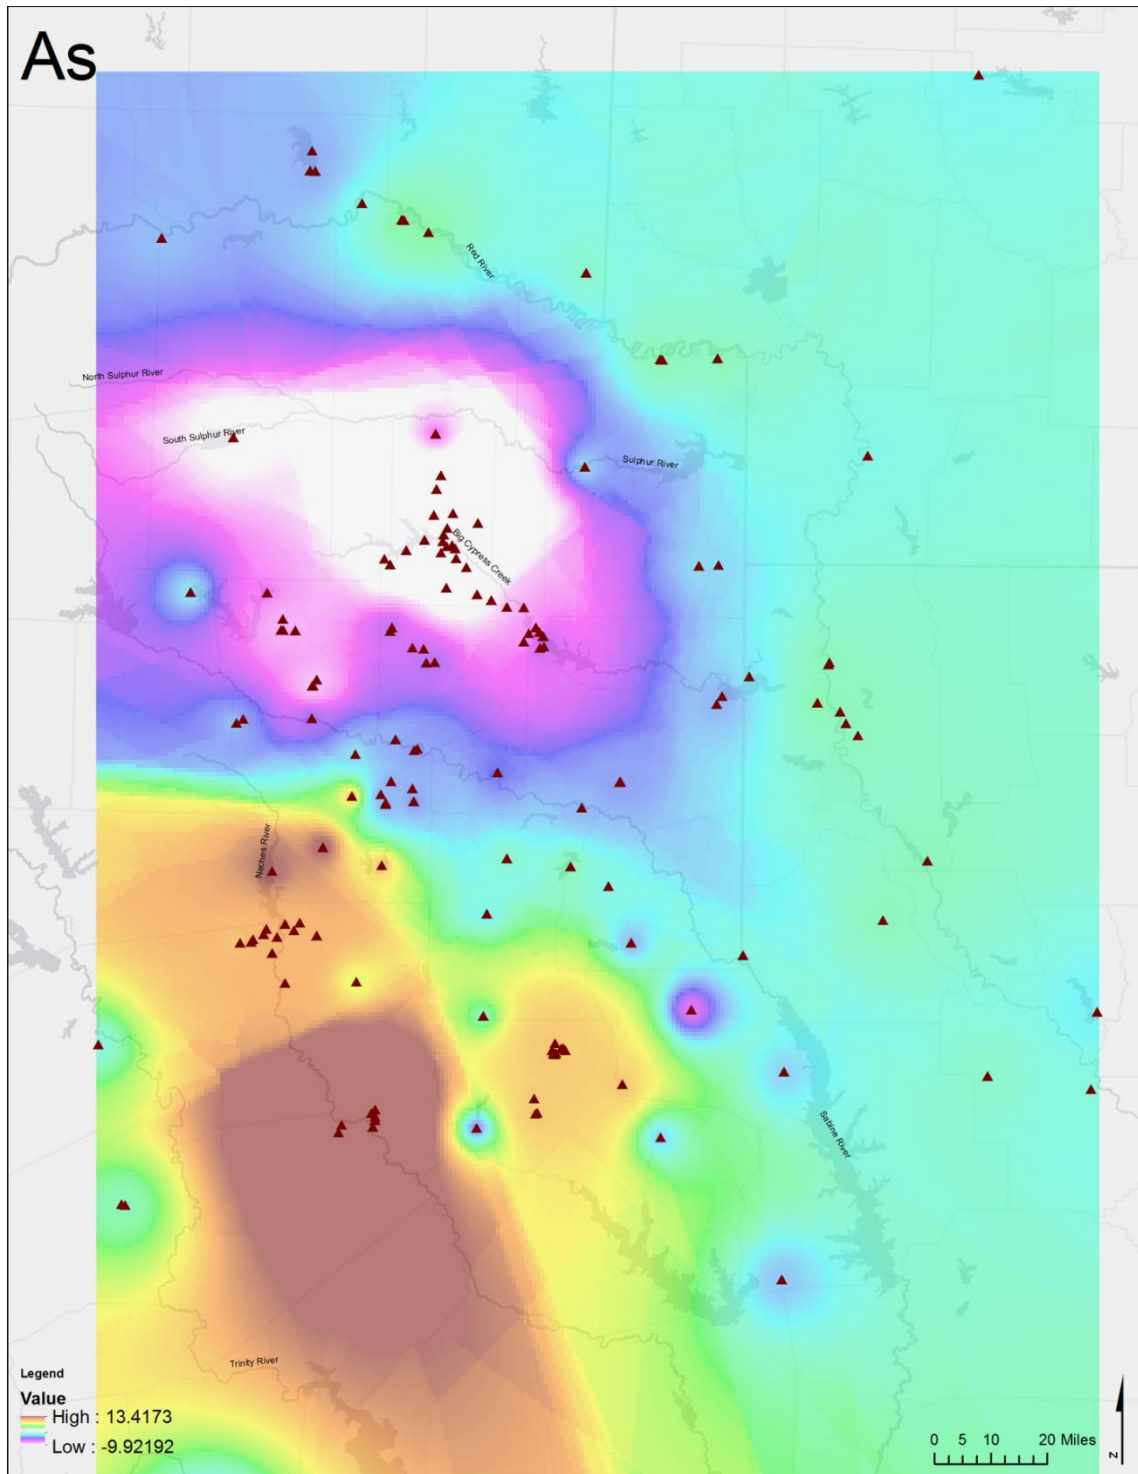 As
Red River
North Sulphur River
South Sulphur River
Sulphur River
Big Cypress Creek
Neches River
Sabine River
Trinity River
Legend
Value
High : 13.4173
Low : -9.92192
0 5 10 20 Miles
N